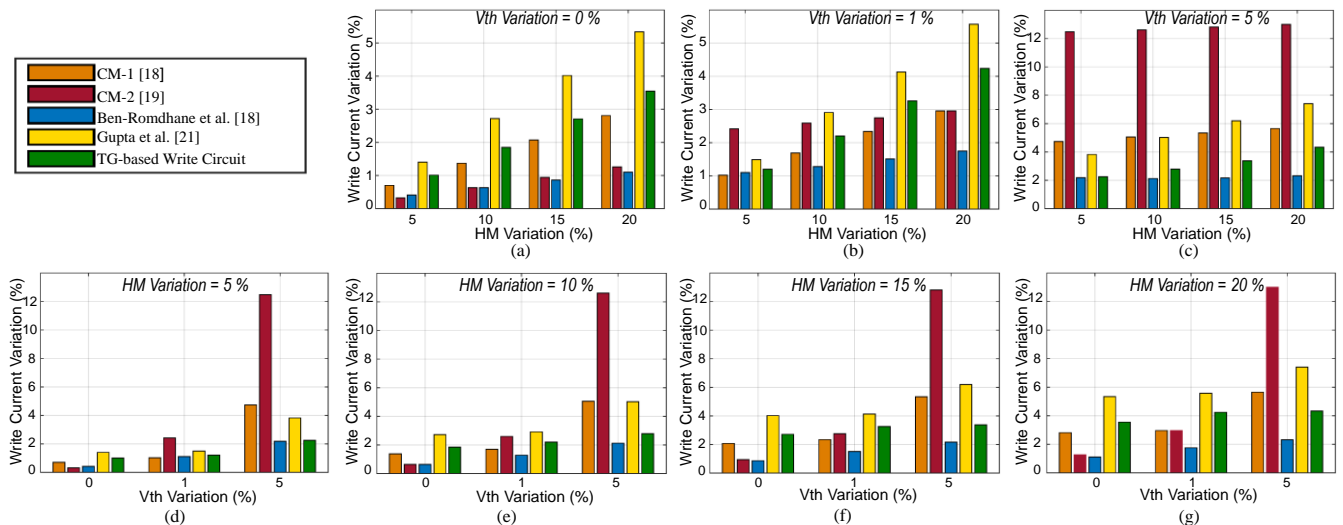 CM-1 [18]
CM-2 [19]
Ben-Romdhane et al. [18]
Gupta et al. [21]
TG-based Write Circuit
Vth Variation = 0 %
Write Current Variation (%)
5
4
3
2
1
0
5 10 15 20
HM Variation (%)
(a)
Vth Variation = 1 %
Write Current Variation (%)
5
4
3
2
1
0
5 10 15 20
HM Variation (%)
(b)
Vth Variation = 5 %
Write Current Variation (%)
12
10
8
6
4
2
0
5 10 15 20
HM Variation (%)
(c)
HM Variation = 5 %
Write Current Variation (%)
12
10
8
6
4
2
0
0 1 5
Vth Variation (%)
(d)
HM Variation = 10 %
Write Current Variation (%)
12
10
8
6
4
2
0
0 1 5
Vth Variation (%)
(e)
HM Variation = 15 %
Write Current Variation (%)
12
10
8
6
4
2
0
0 1 5
Vth Variation (%)
(f)
HM Variation = 20 %
Write Current Variation (%)
12
10
8
6
4
2
0
0 1 5
Vth Variation (%)
(g)